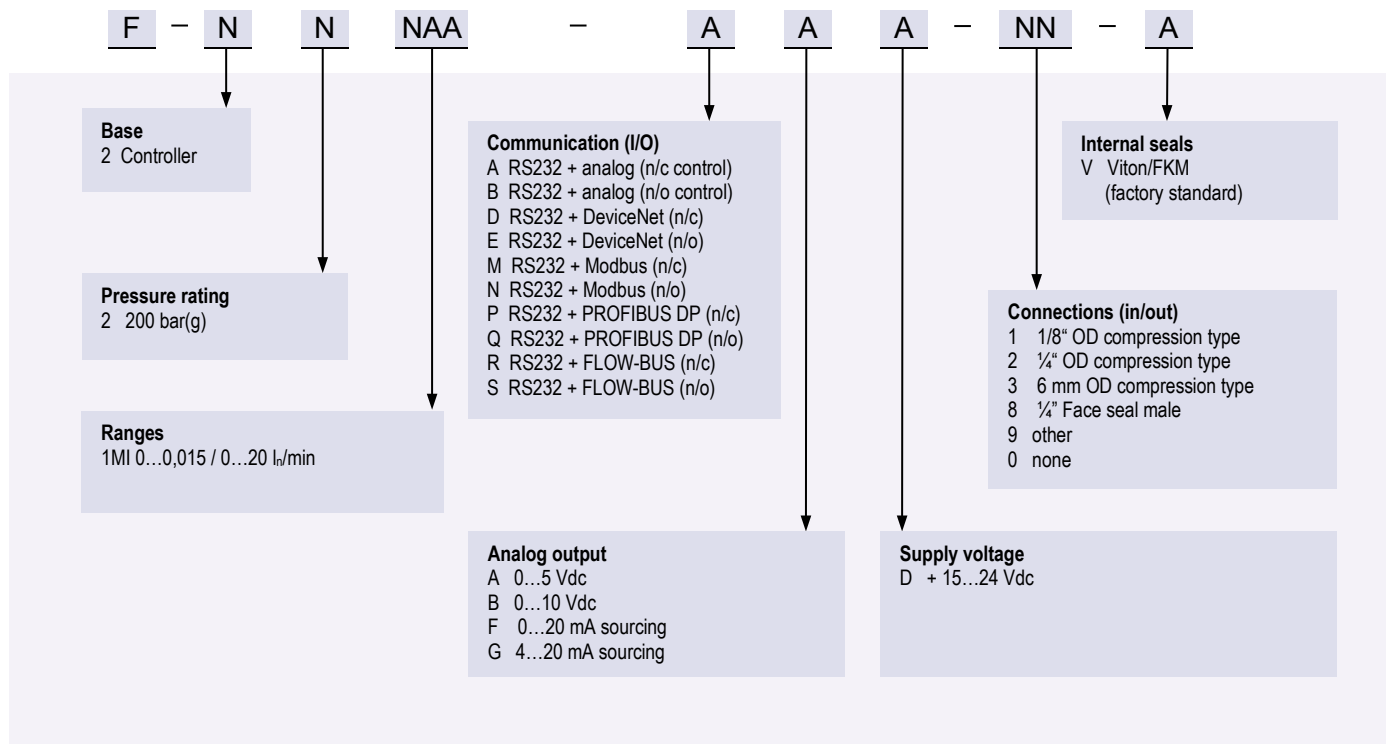 F – N N NAA – A A A – NN – A
Base
2 Controller
Pressure rating
2 200 bar(g)
Ranges
1MI 0…0,015 / 0…20 lₙ/min
Communication (I/O)
A RS232 + analog (n/c control)
B RS232 + analog (n/o control)
D RS232 + DeviceNet (n/c)
E RS232 + DeviceNet (n/o)
M RS232 + Modbus (n/c)
N RS232 + Modbus (n/o)
P RS232 + PROFIBUS DP (n/c)
Q RS232 + PROFIBUS DP (n/o)
R RS232 + FLOW-BUS (n/c)
S RS232 + FLOW-BUS (n/o)
Analog output
A 0…5 Vdc
B 0…10 Vdc
F 0…20 mA sourcing
G 4…20 mA sourcing
Supply voltage
D + 15…24 Vdc
Connections (in/out)
1 1/8“ OD compression type
2 ¼“ OD compression type
3 6 mm OD compression type
8 ¼” Face seal male
9 other
0 none
Internal seals
V Viton/FKM
(factory standard)